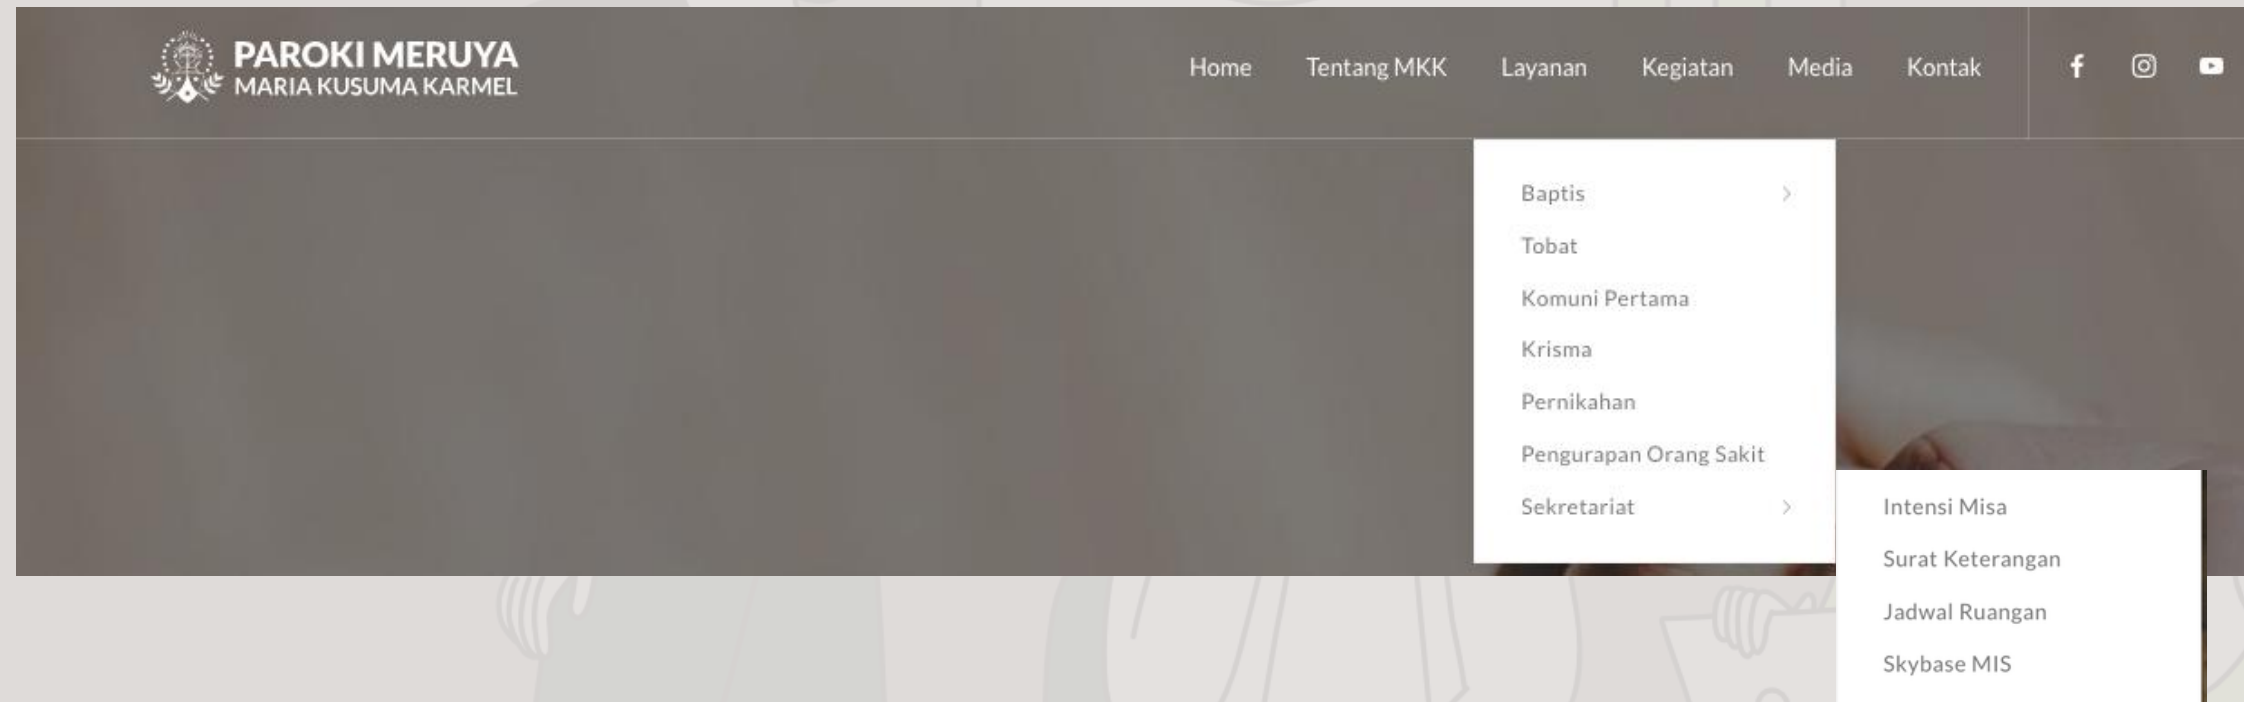 PAROKI MERUYA
MARIA KUSUMA KARMEL
Home Tentang MKK Layanan Kegiatan Media Kontak
Baptis
Tobat
Komuni Pertama
Krisma
Pernikahan
Pengurapan Orang Sakit
Sekretariat
Intensi Misa
Surat Keterangan
Jadwal Ruangan
Skybase MIS